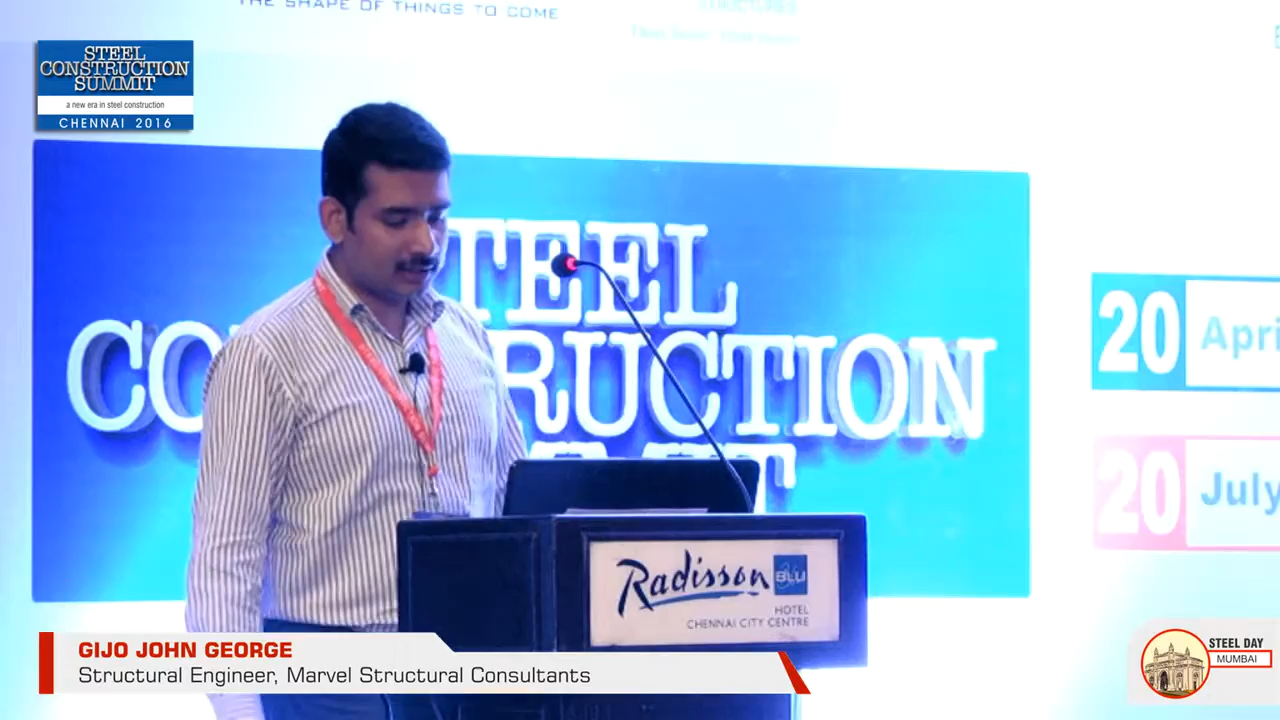 THE SHAPE OF THINGS TO COME
STRUCTURES
STEEL
CONSTRUCTION
SUMMIT
a new era in steel construction
CHENNAI 2016
TEEL
CO RUCTION
20 Apri
20 July
Radisson BLU
HOTEL
CHENNAI CITY CENTRE
GIJO JOHN GEORGE
Structural Engineer, Marvel Structural Consultants
STEEL DAY
MUMBAI